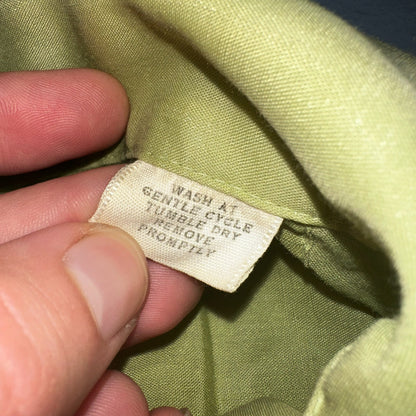 WASH AT
GENTLE CYCLE
TUMBLE DRY
REMOVE
PROMPTLY